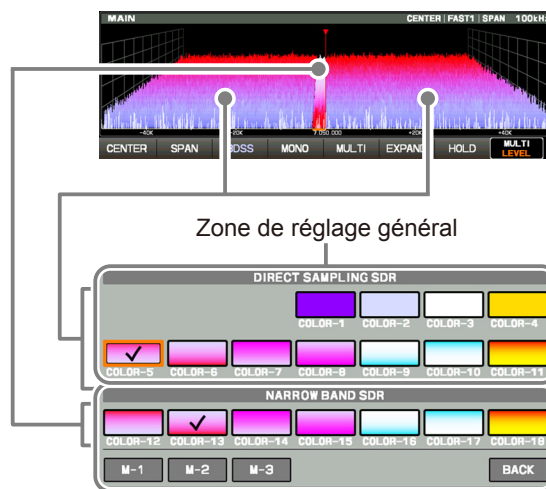 MAIN CENTER | FAST1 | SPAN 100kHz
-40K -20K 7.050.000 +20K +40K
CENTER SPAN 3DSS MONO MULTI EXPAND HOLD MULTI LEVEL
Zone de réglage général
DIRECT SAMPLING SDR
COLOR-1 COLOR-2 COLOR-3 COLOR-4
COLOR-5 COLOR-6 COLOR-7 COLOR-8 COLOR-9 COLOR-10 COLOR-11
NARROW BAND SDR
COLOR-12 COLOR-13 COLOR-14 COLOR-15 COLOR-16 COLOR-17 COLOR-18
M-1 M-2 M-3 BACK